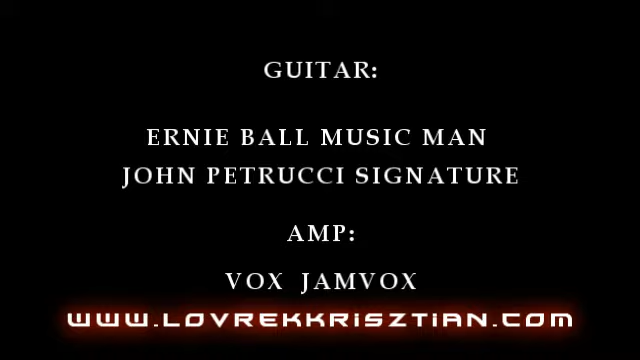 GUITAR:
ERNIE BALL MUSIC MAN
JOHN PETRUCCI SIGNATURE
AMP:
VOX JAMVOX
WWW.LOVREKKRISZTIAN.COM